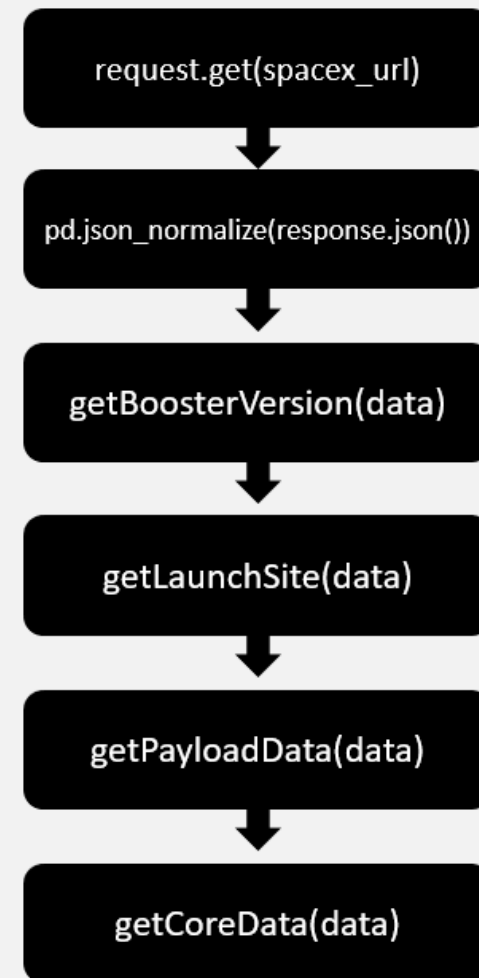 request.get(spacex_url)
pd.json_normalize(response.json())
getBoosterVersion(data)
getLaunchSite(data)
getPayloadData(data)
getCoreData(data)